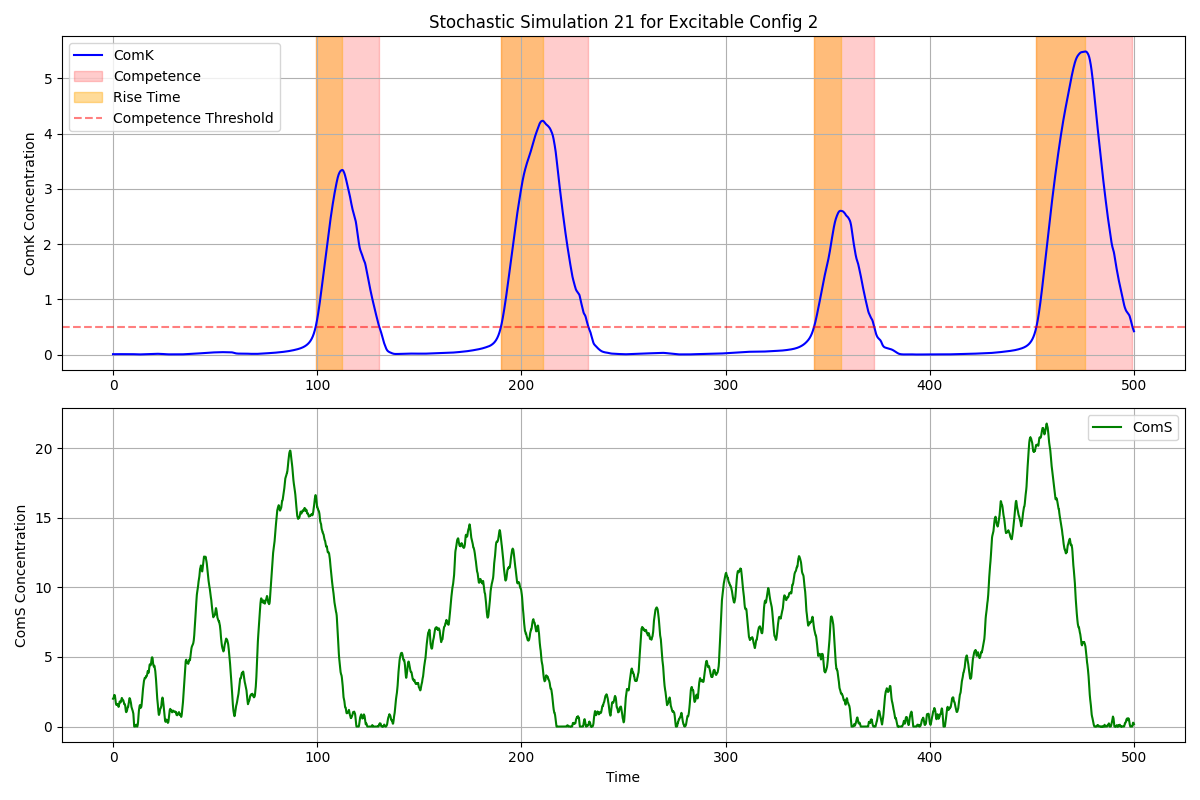 Stochastic Simulation 21 for Excitable Config 2
ComK
Competence
Rise Time
Competence Threshold
ComK Concentration
5
4
3
2
1
0
0 100 200 300 400 500
ComS
ComS Concentration
20
15
10
5
0
0 100 200 300 400 500
Time